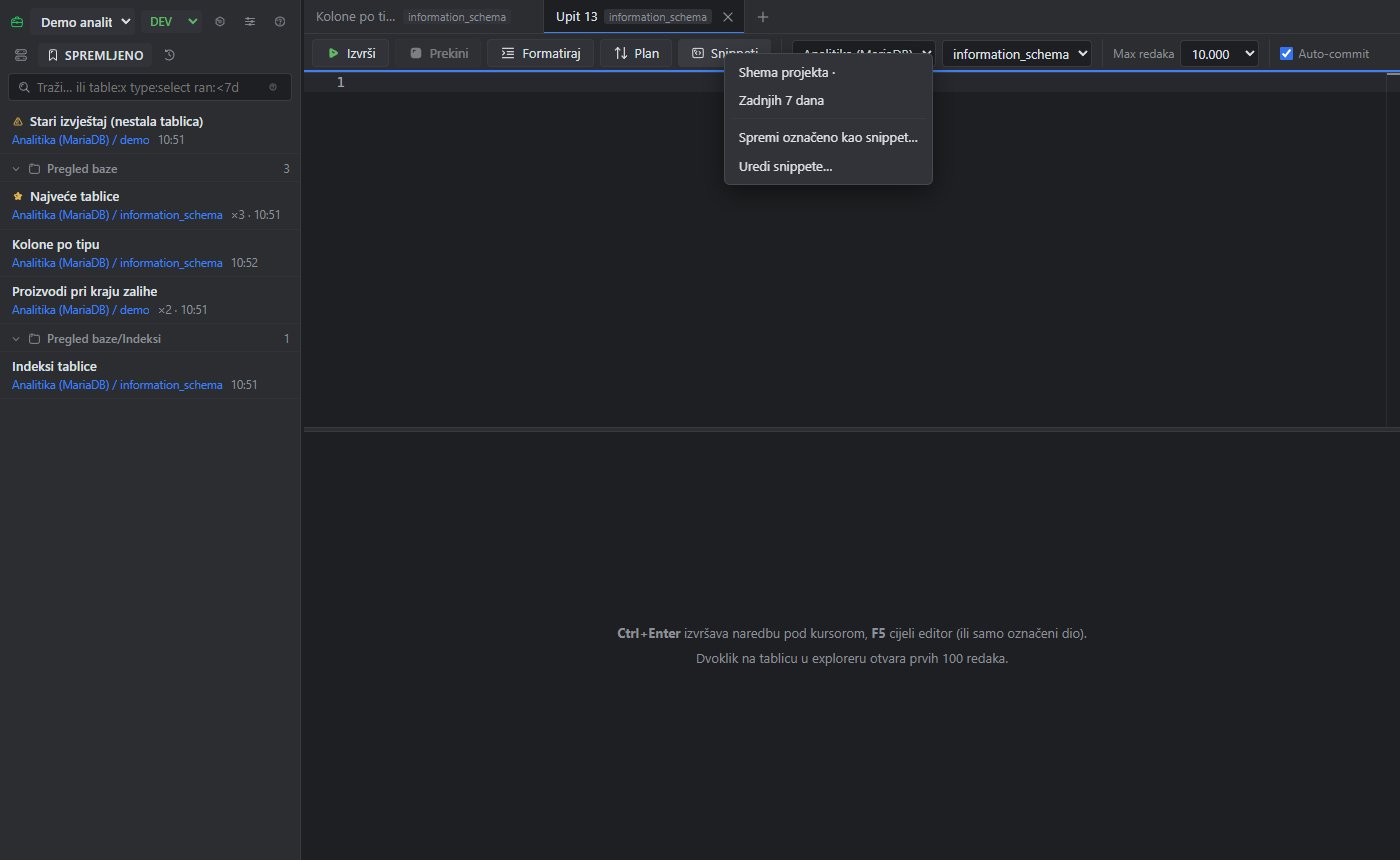 Demo analit DEV
SPREMLJENO
Traži... ili table:x type:select ran:<7d
Stari izvještaj (nestala tablica)
Analitika (MariaDB) / demo 10:51
Pregled baze 3
Najveće tablice
Analitika (MariaDB) / information_schema ×3 · 10:51
Kolone po tipu
Analitika (MariaDB) / information_schema 10:52
Proizvodi pri kraju zalihe
Analitika (MariaDB) / demo ×2 · 10:51
Pregled baze/Indeksi 1
Indeksi tablice
Analitika (MariaDB) / information_schema 10:51
Kolone po ti... information_schema Upit 13 information_schema
Izvrši Prekini Formatiraj Plan Snippeti Analitika (MariaDB) information_schema Max redaka 10.000 Auto-commit
1
Shema projekta ·
Zadnjih 7 dana
Spremi označeno kao snippet...
Uredi snippete...
Ctrl+Enter izvršava naredbu pod kursorom, F5 cijeli editor (ili samo označeni dio).
Dvoklik na tablicu u exploreru otvara prvih 100 redaka.